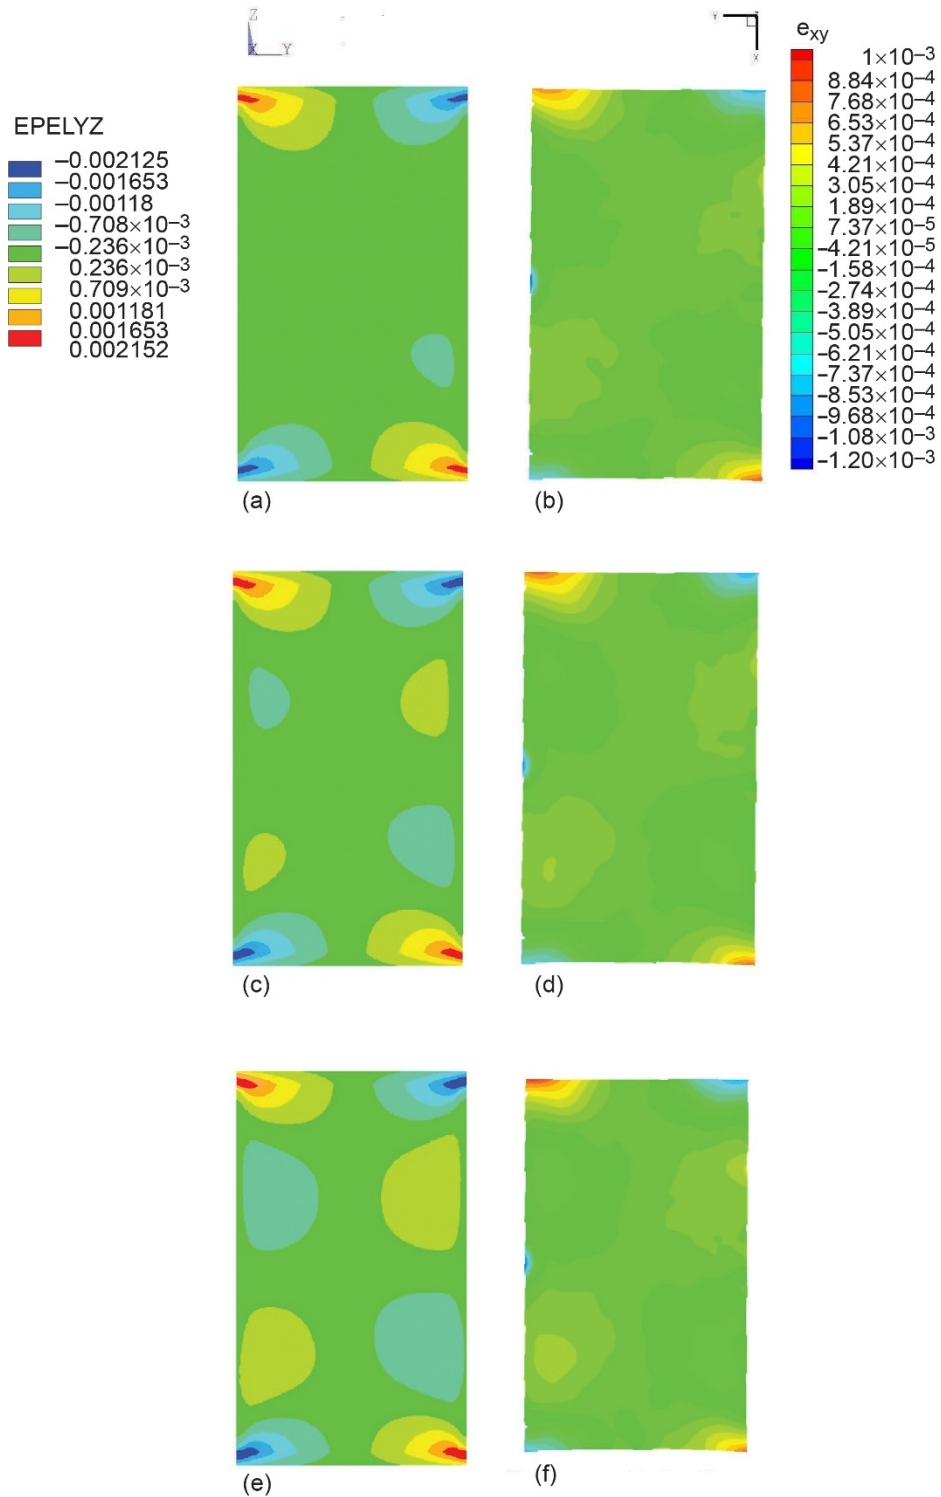 Z
X Y
Y Z
X
EPELYZ
–0.002125
–0.001653
–0.00118
–0.708×10–3
–0.236×10–3
0.236×10–3
0.709×10–3
0.001181
0.001653
0.002152
exy
1×10–3
8.84×10–4
7.68×10–4
6.53×10–4
5.37×10–4
4.21×10–4
3.05×10–4
1.89×10–4
7.37×10–5
–4.21×10–5
–1.58×10–4
–2.74×10–4
–3.89×10–4
–5.05×10–4
–6.21×10–4
–7.37×10–4
–8.53×10–4
–9.68×10–4
–1.08×10–3
–1.20×10–3
(a)
(b)
(c)
(d)
(e)
(f)